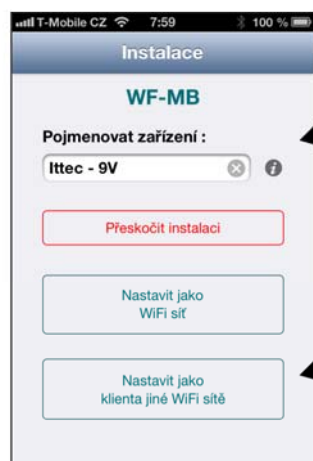 T-Mobile CZ 7:59 100 %
Instalace
WF-MB
Pojmenovat zařízení :
Ittec - 9V
Přeskočit instalaci
Nastavit jako
WiFi síť
Nastavit jako
klienta jiné WiFi sítě